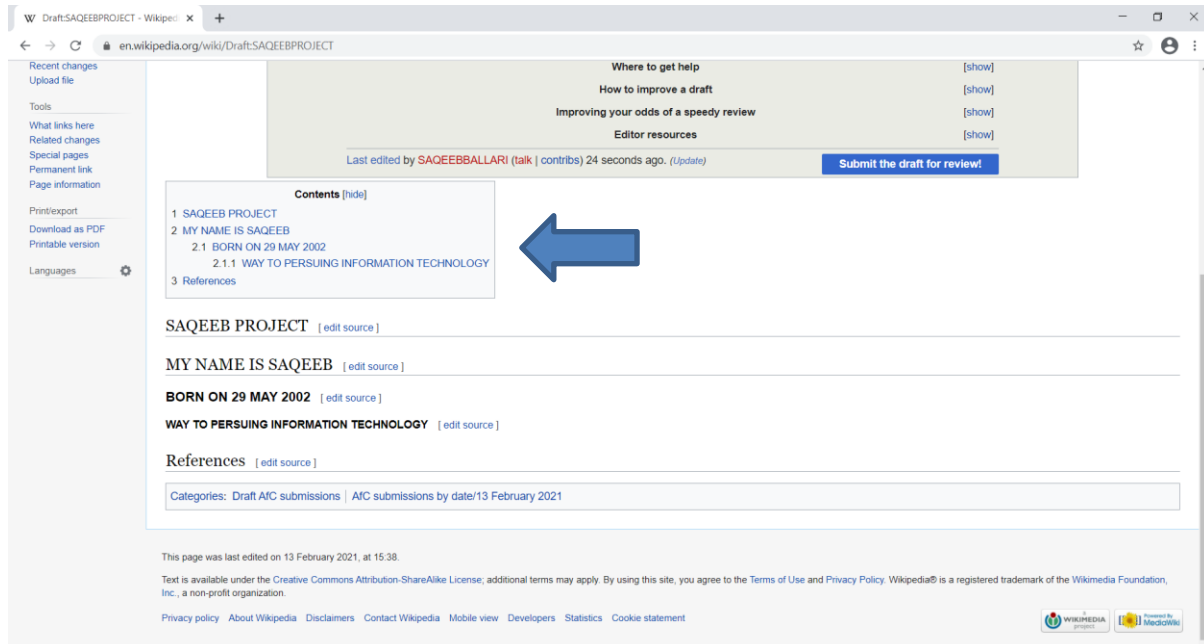 Draft:SAQEEBPROJECT - Wikiped
en.wikipedia.org/wiki/Draft:SAQEEBPROJECT
Recent changes
Upload file
Tools
What links here
Related changes
Special pages
Permanent link
Page information
Print/export
Download as PDF
Printable version
Languages
Where to get help [show]
How to improve a draft [show]
Improving your odds of a speedy review [show]
Editor resources [show]
Last edited by SAQEEBBALLARI (talk | contribs) 24 seconds ago. (Update)
Submit the draft for review!
Contents [hide]
1 SAQEEB PROJECT
2 MY NAME IS SAQEEB
2.1 BORN ON 29 MAY 2002
2.1.1 WAY TO PERSUING INFORMATION TECHNOLOGY
3 References
SAQEEB PROJECT [ edit source ]
MY NAME IS SAQEEB [ edit source ]
BORN ON 29 MAY 2002 [ edit source ]
WAY TO PERSUING INFORMATION TECHNOLOGY [ edit source ]
References [ edit source ]
Categories: Draft AfC submissions | AfC submissions by date/13 February 2021
This page was last edited on 13 February 2021, at 15:38.
Text is available under the Creative Commons Attribution-ShareAlike License; additional terms may apply. By using this site, you agree to the Terms of Use and Privacy Policy. Wikipedia® is a registered trademark of the Wikimedia Foundation,
Inc., a non-profit organization.
Privacy policy About Wikipedia Disclaimers Contact Wikipedia Mobile view Developers Statistics Cookie statement
WIKIMEDIA
project
Powered By
MediaWiki